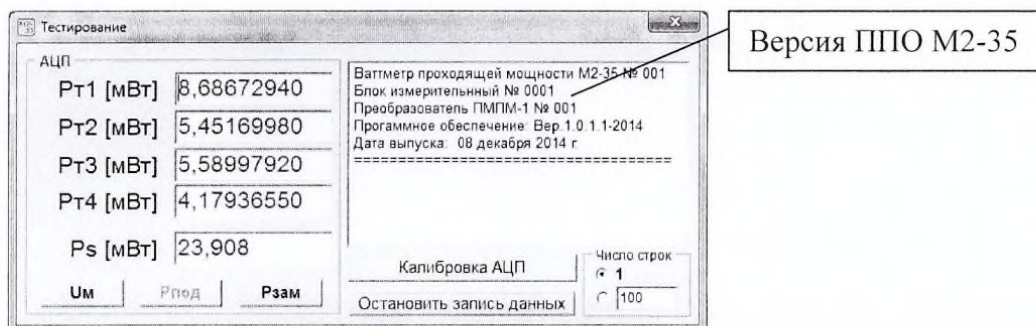 Тестирование
АЦП
Рт1 [мВт] 8,68672940
Рт2 [мВт] 5,45169980
Рт3 [мВт] 5,58997920
Рт4 [мВт] 4,17936550
Ps [мВт] 23,908
Uм Рпод Рзам
Ваттметр проходящей мощности М2-35 № 001
Блок измерительнный № 0001
Преобразователь ПМПМ-1 № 001
Прогаммное обеспечение: Вер.1.0.1.1-2014
Дата выпуска: 08 декабря 2014 г.
====================================
Калибровка АЦП
Остановить запись данных
Число строк
1
100
Версия ППО М2-35